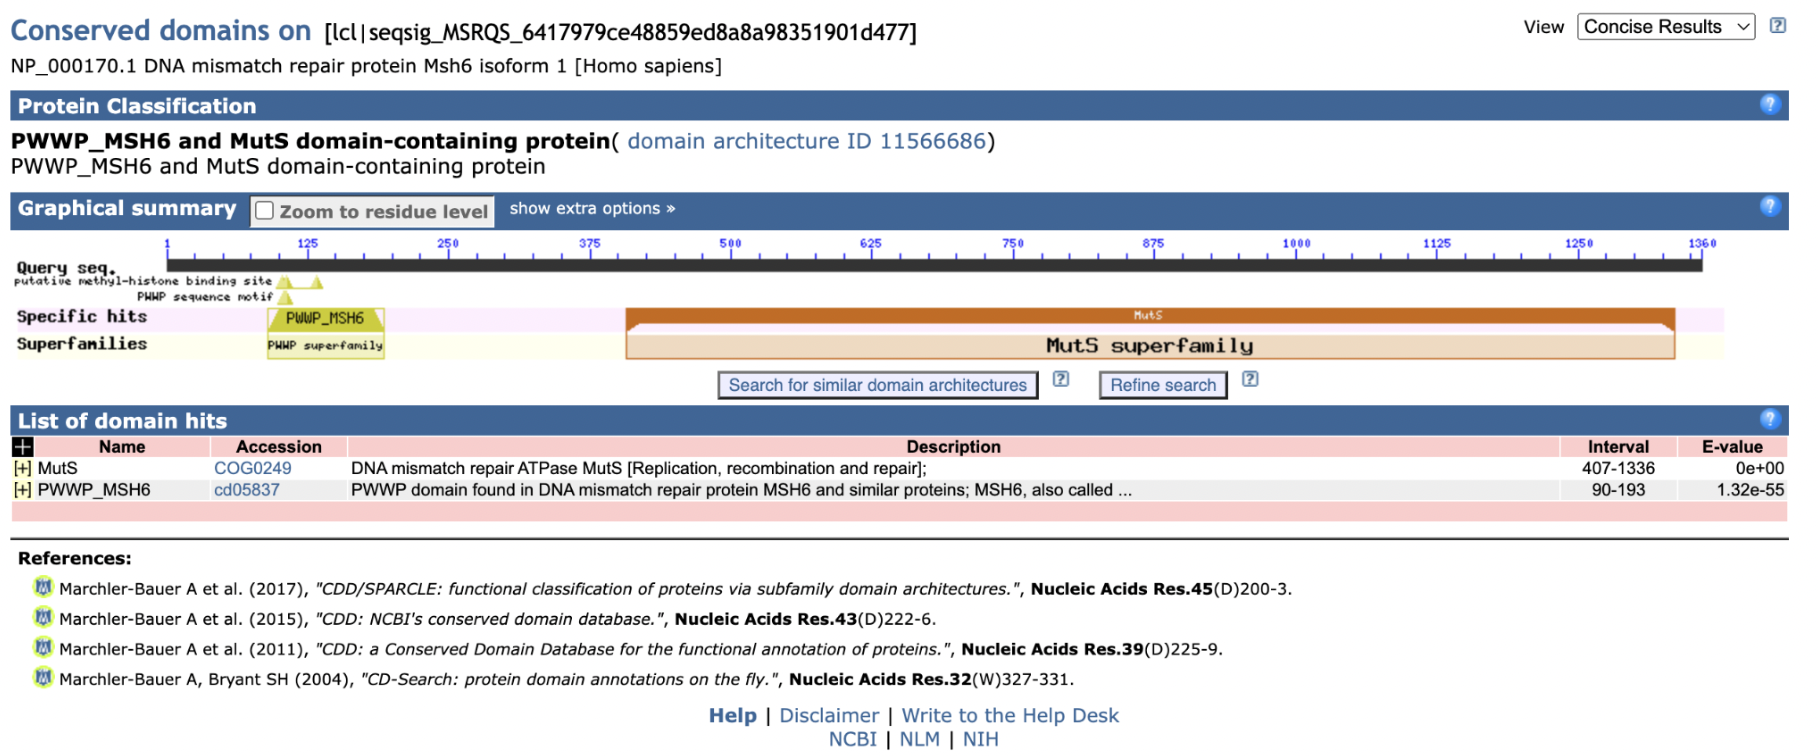 Conserved domains on [lcl|seqsig_MSRQS_6417979ce48859ed8a8a98351901d477]
View Concise Results ?
NP_000170.1 DNA mismatch repair protein Msh6 isoform 1 [Homo sapiens]
Protein Classification ?
PWWP_MSH6 and MutS domain-containing protein( domain architecture ID 11566686)
PWWP_MSH6 and MutS domain-containing protein
Graphical summary Zoom to residue level show extra options » ?
1 125 250 375 500 625 750 875 1000 1125 1250 1360
Query seq.
putative methyl-histone binding site
PWWP sequence motif
Specific hits PWWP_MSH6 MutS
Superfamilies PWWP superfamily MutS superfamily
Search for similar domain architectures ? Refine search ?
List of domain hits ?
+ Name Accession Description Interval E-value
[+] MutS COG0249 DNA mismatch repair ATPase MutS [Replication, recombination and repair]; 407-1336 0e+00
[+] PWWP_MSH6 cd05837 PWWP domain found in DNA mismatch repair protein MSH6 and similar proteins; MSH6, also called ... 90-193 1.32e-55
References:
Marchler-Bauer A et al. (2017), "CDD/SPARCLE: functional classification of proteins via subfamily domain architectures.", Nucleic Acids Res.45(D)200-3.
Marchler-Bauer A et al. (2015), "CDD: NCBI's conserved domain database.", Nucleic Acids Res.43(D)222-6.
Marchler-Bauer A et al. (2011), "CDD: a Conserved Domain Database for the functional annotation of proteins.", Nucleic Acids Res.39(D)225-9.
Marchler-Bauer A, Bryant SH (2004), "CD-Search: protein domain annotations on the fly.", Nucleic Acids Res.32(W)327-331.
Help | Disclaimer | Write to the Help Desk
NCBI | NLM | NIH